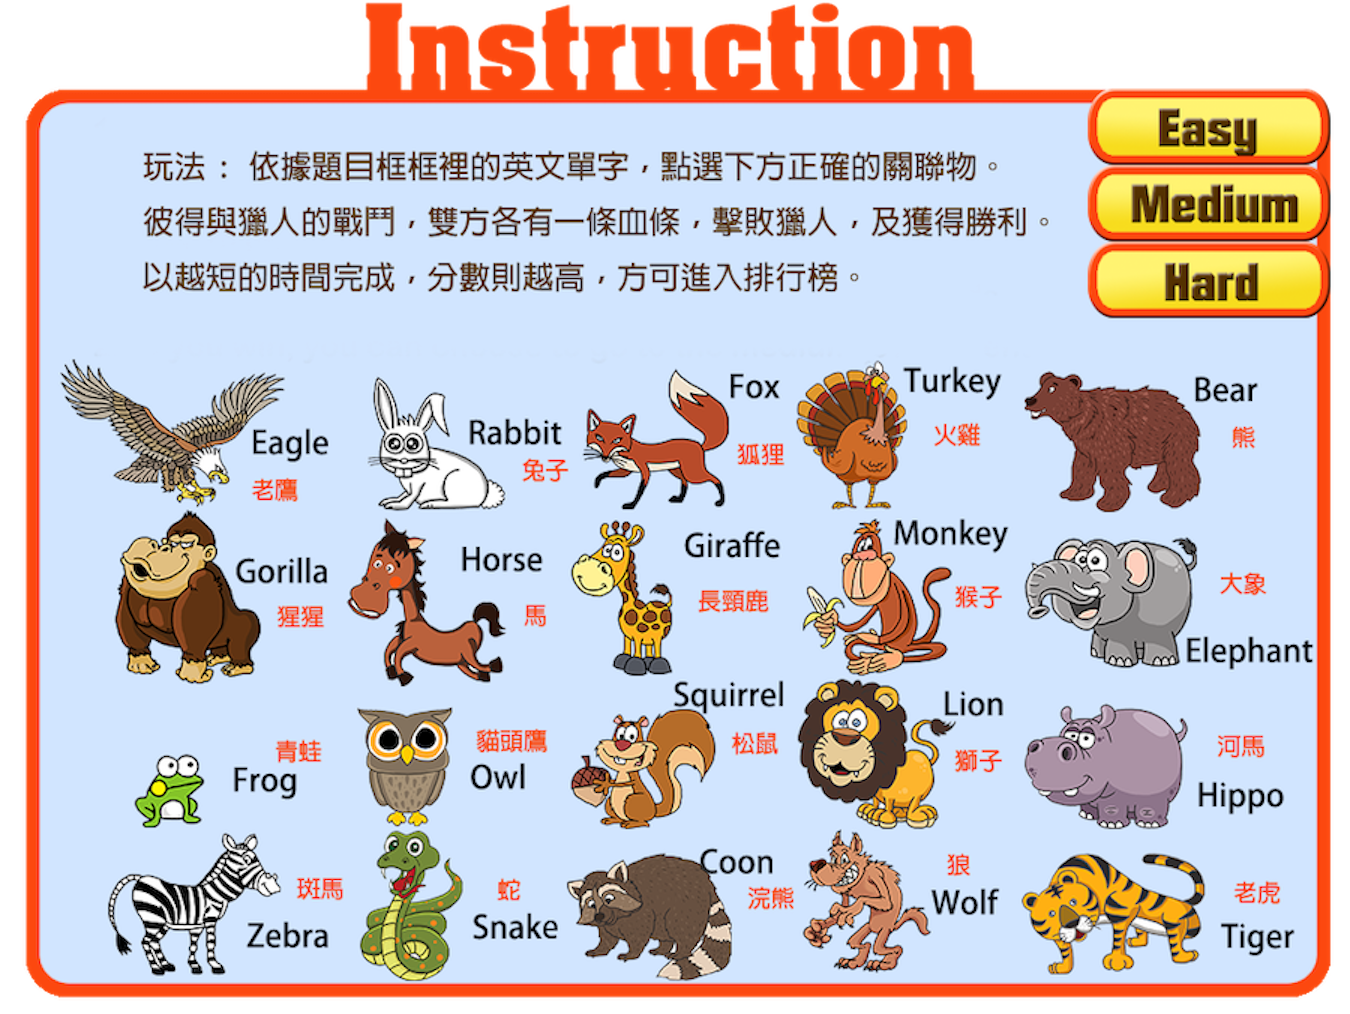 Instruction
Easy
Medium
Hard
玩法： 依據題目框框裡的英文單字，點選下方正確的關聯物。
彼得與獵人的戰鬥，雙方各有一條血條，擊敗獵人，及獲得勝利。
以越短的時間完成，分數則越高，方可進入排行榜。
Eagle
老鷹
Rabbit
兔子
Fox
狐狸
Turkey
火雞
Bear
熊
Gorilla
猩猩
Horse
馬
Giraffe
長頸鹿
Monkey
猴子
大象
Elephant
青蛙
Frog
貓頭鷹
Owl
Squirrel
松鼠
Lion
獅子
河馬
Hippo
斑馬
Zebra
蛇
Snake
Coon
浣熊
狼
Wolf
老虎
Tiger